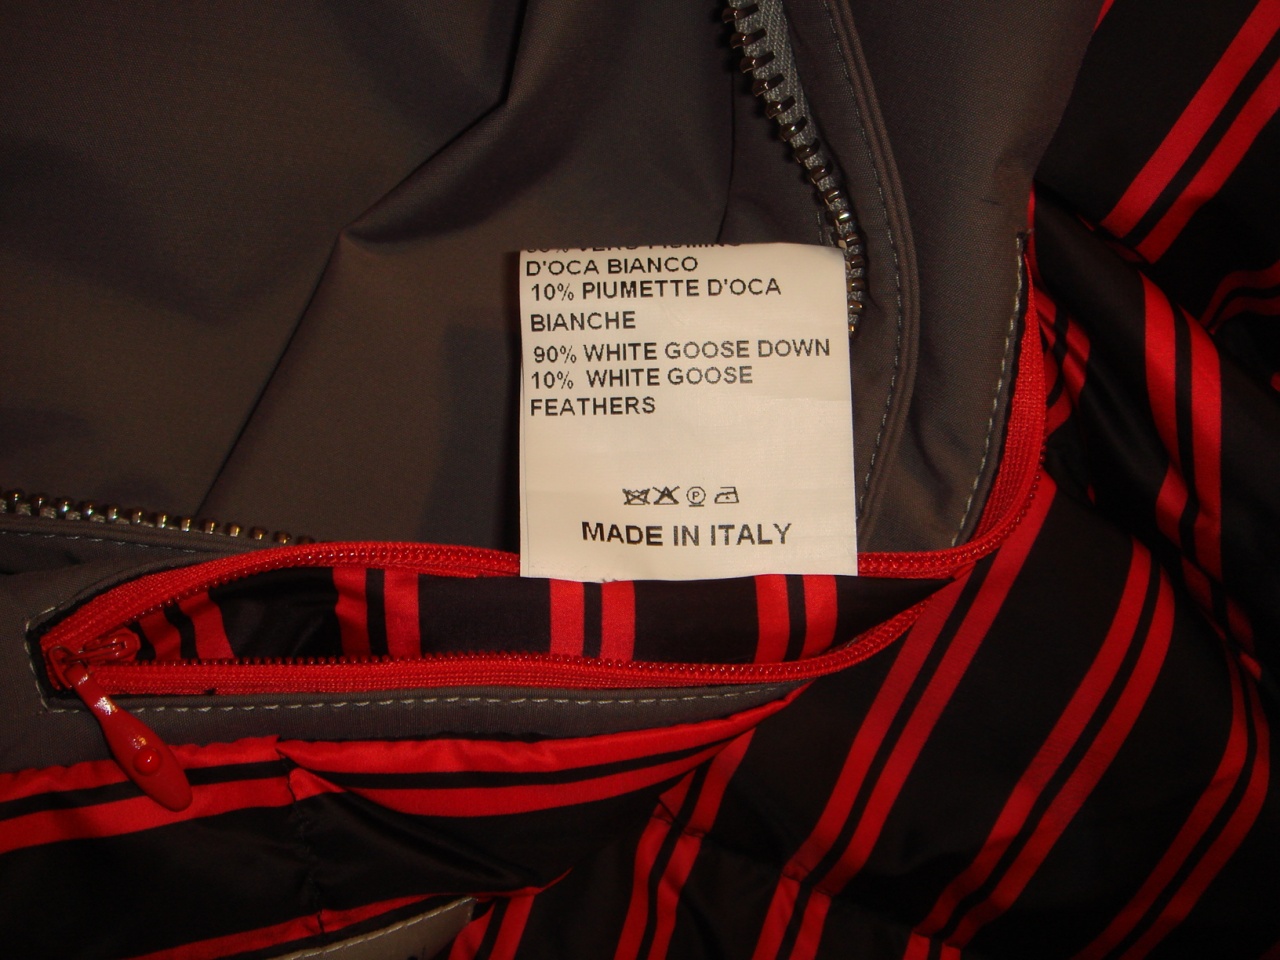 D'OCA BIANCO
10% PIUMETTE D'OCA
BIANCHE
90% WHITE GOOSE DOWN
10% WHITE GOOSE
FEATHERS
MADE IN ITALY